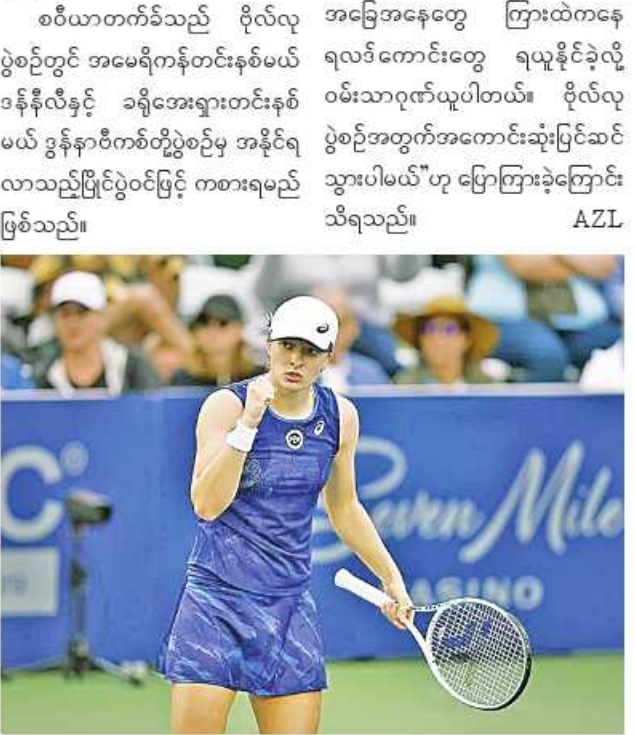 စဝီယာတက်ခ်သည် ဗိုလ်လု
ပွဲစဉ်တွင် အမေရိကန်တင်းနစ်မယ်
ဒန်နီလီနှင့် ခရိုအေးရှားတင်းနစ်
မယ် ဒွန်နာဗီကစ်တို့ပွဲစဉ်မှ အနိုင်ရ
လာသည့်ပြိုင်ပွဲဝင်ဖြင့် ကစားရမည်
ဖြစ်သည်။
အခြေအနေတွေ ကြားထဲကနေ
ရလဒ်ကောင်းတွေ ရယူနိုင်ခဲ့လို့
ဝမ်းသာဂုဏ်ယူပါတယ်။ ဗိုလ်လု
ပွဲစဉ်အတွက်အကောင်းဆုံးပြင်ဆင်
သွားပါမယ်”ဟု ပြောကြားခဲ့ကြောင်း
သိရသည်။ AZL
C®
Seven Mile
CASINO